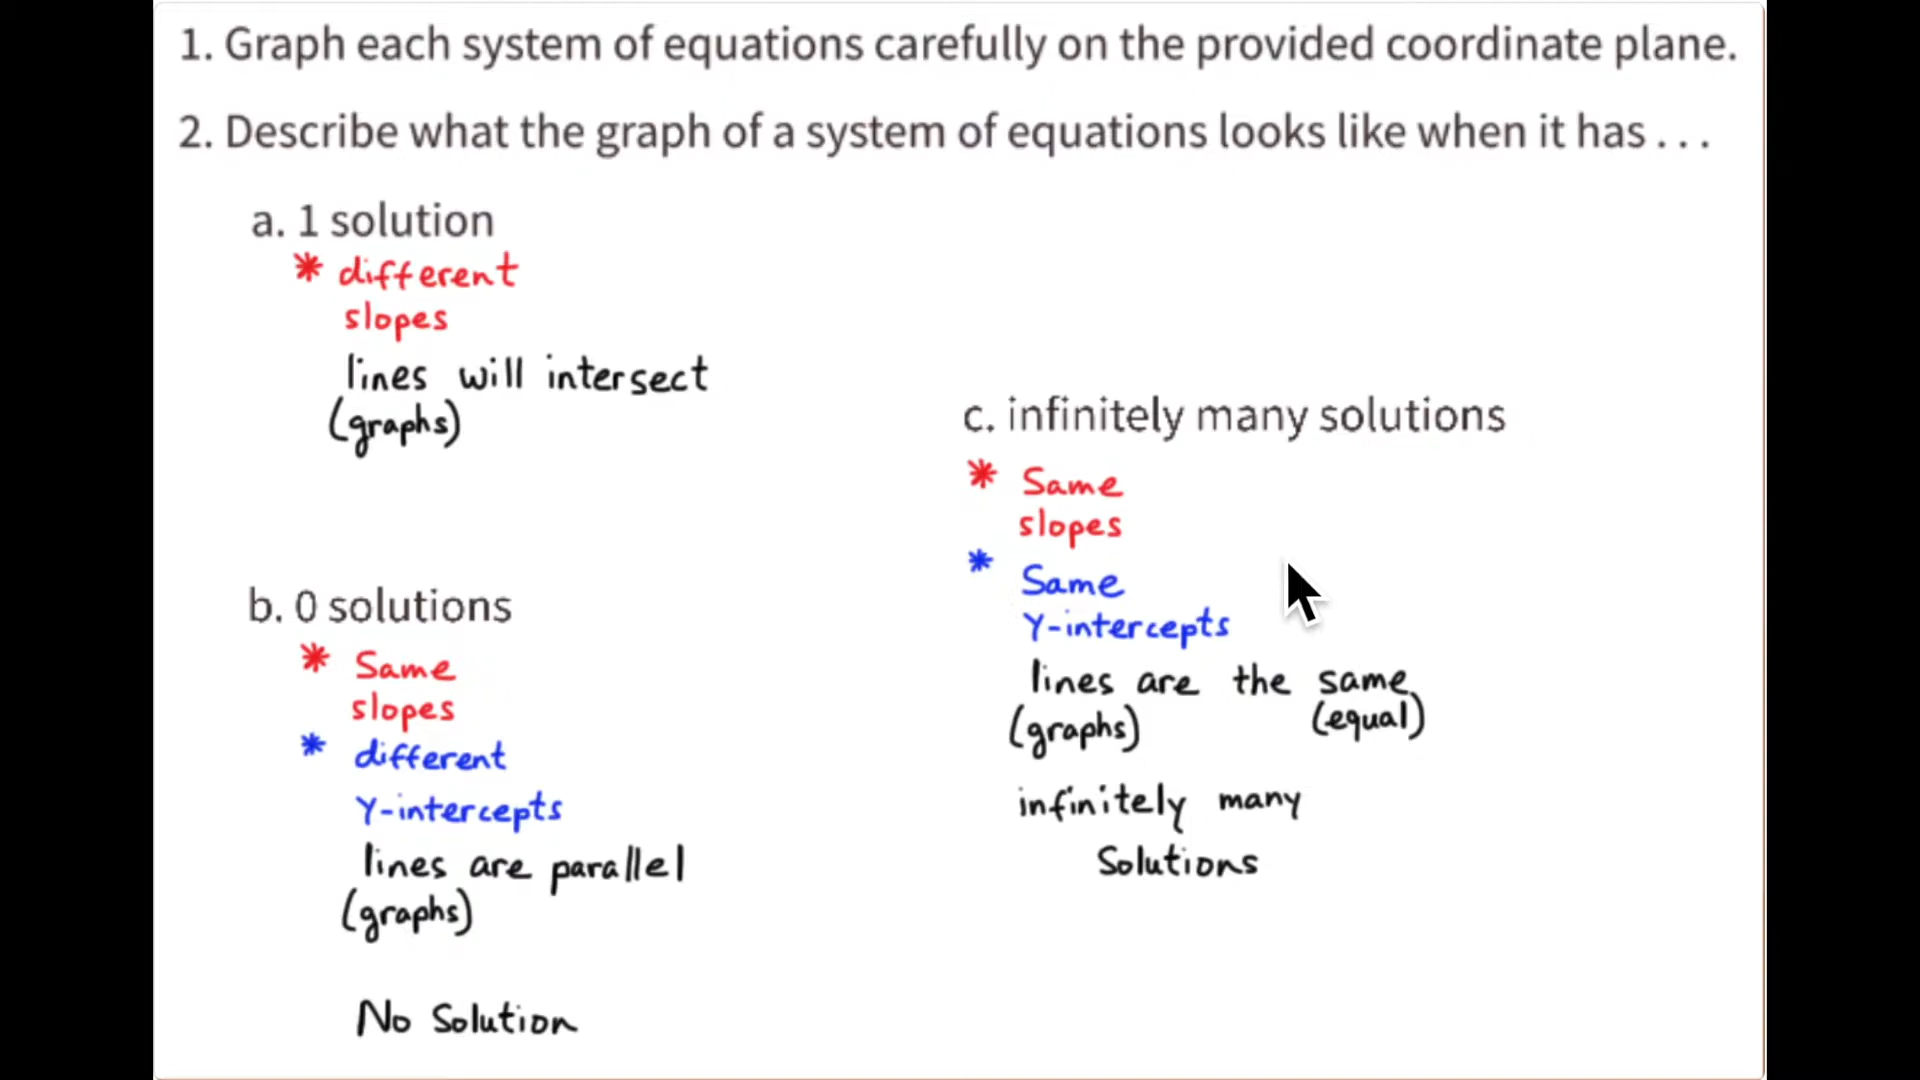 1. Graph each system of equations carefully on the provided coordinate plane.
2. Describe what the graph of a system of equations looks like when it has . . .
a. 1 solution
* different
slopes
lines will intersect
(graphs)
b. 0 solutions
* Same
slopes
* different
Y-intercepts
lines are parallel
(graphs)
No Solution
c. infinitely many solutions
* Same
slopes
* Same
Y-intercepts
lines are the same
(graphs) (equal)
infinitely many
Solutions